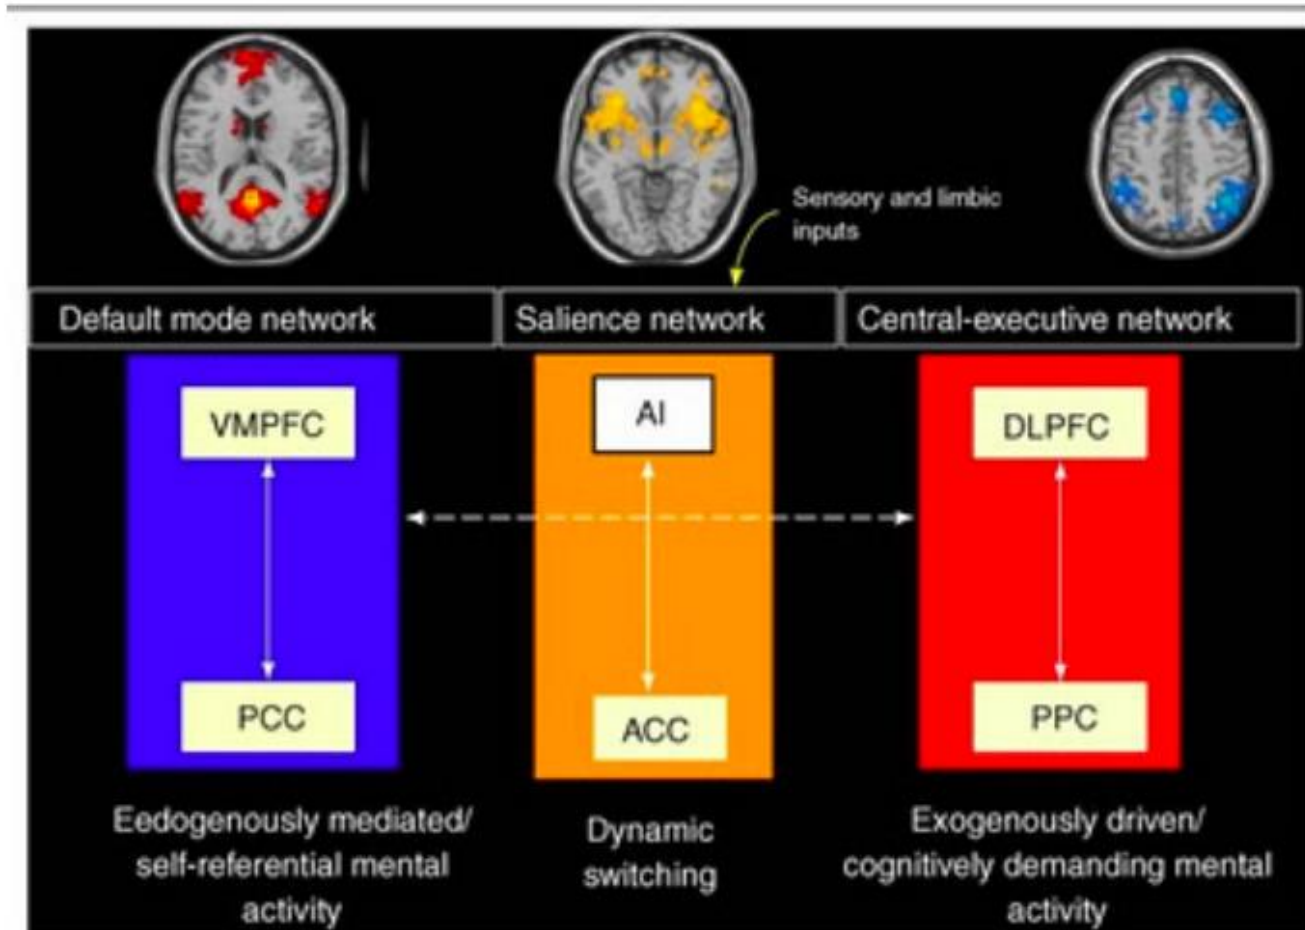 Sensory and limbic
inputs
Default mode network
Salience network
Central-executive network
VMPFC
AI
DLPFC
PCC
ACC
PPC
Eedogenously mediated/
self-referential mental
activity
Dynamic
switching
Exogenously driven/
cognitively demanding mental
activity